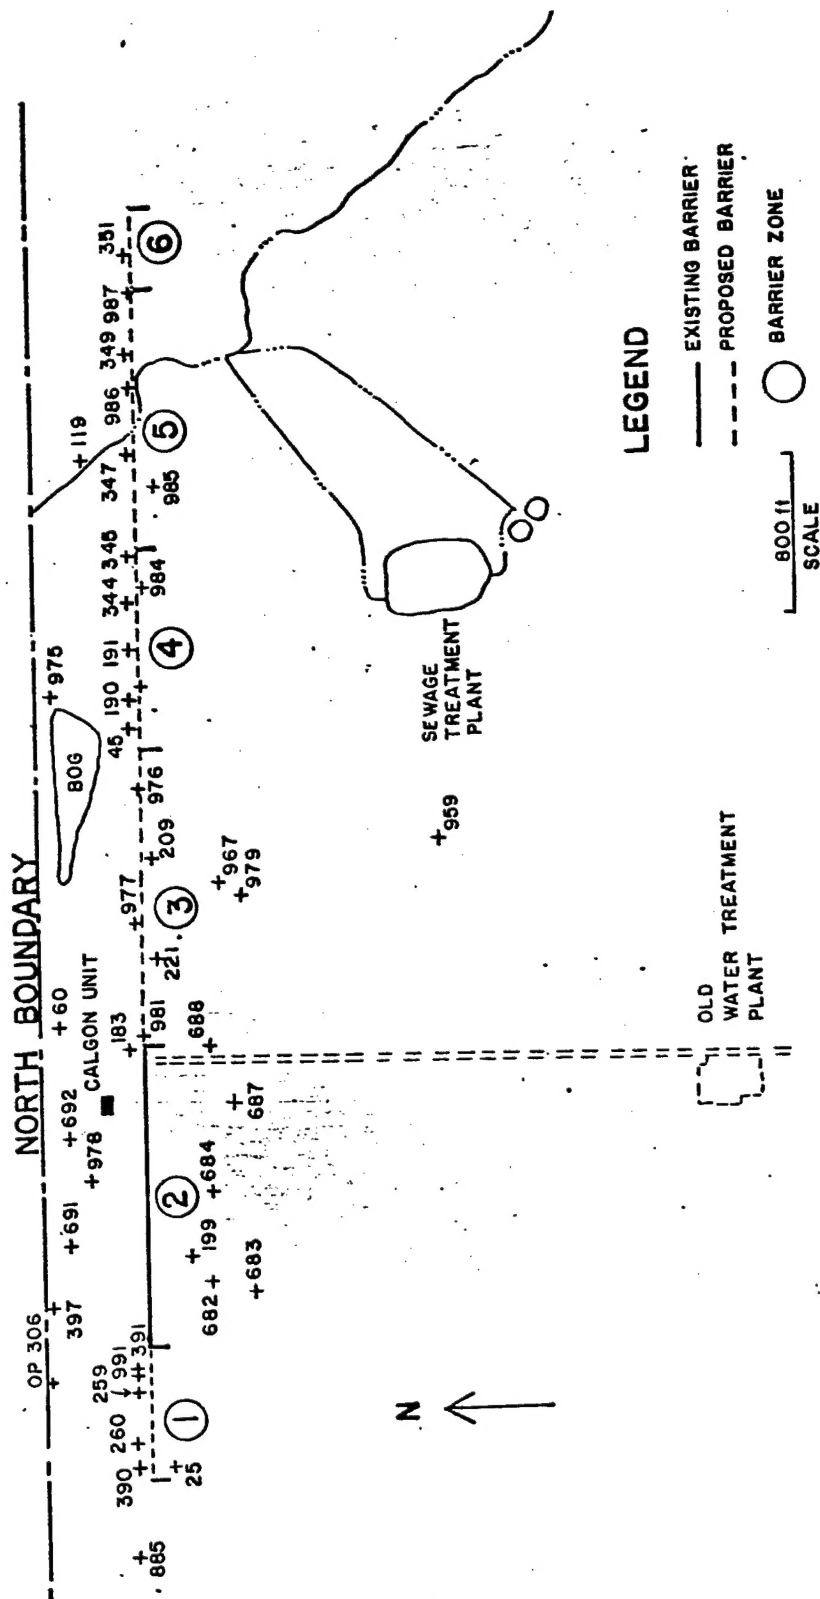 NORTH BOUNDARY
OP 306
397
+691
+692
+978
CALGON UNIT
+60
BOG
+975
+119
885
390
260
259
991
391
25
183
981
977
221
209
976
45
190
191
344
345
984
347
985
986
349
987
351
1
2
3
4
5
6
682
199
683
684
687
688
967
979
959
N
SEWAGE
TREATMENT
PLANT
OLD
WATER TREATMENT
PLANT
LEGEND
EXISTING BARRIER
PROPOSED BARRIER
BARRIER ZONE
800 ft
SCALE